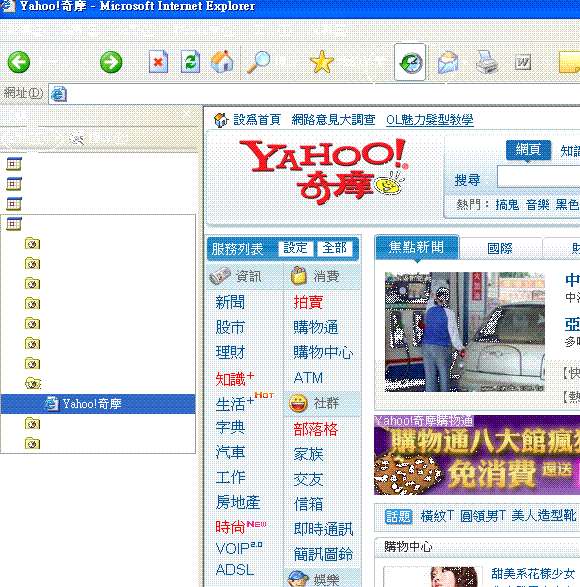 Yahoo!奇摩 - Microsoft Internet Explorer
網址(D)
設為首頁 網路意見大調查 OL魅力髮型教學
YAHOO!
奇摩
網頁 知識
搜尋
熱門: 搞鬼 音樂 黑色
服務列表 設定 全部
資訊
新聞
股市
理財
知識+
生活+ HOT
字典
汽車
工作
房地產
時尚 NEW
VOIP2.0
ADSL
消費
拍賣
購物通
購物中心
ATM
社群
部落格
家族
交友
信箱
即時通訊
簡訊圖鈴
娛樂
焦點新聞 國際 財
中
中油
亞
多
【快
【熱
Yahoo!奇摩購物通
購物通八大館瘋狂
免消費 還送
話題 橫紋T 圓領男T 美人造型靴
購物中心
甜美系花樣少女
Yahoo!奇摩